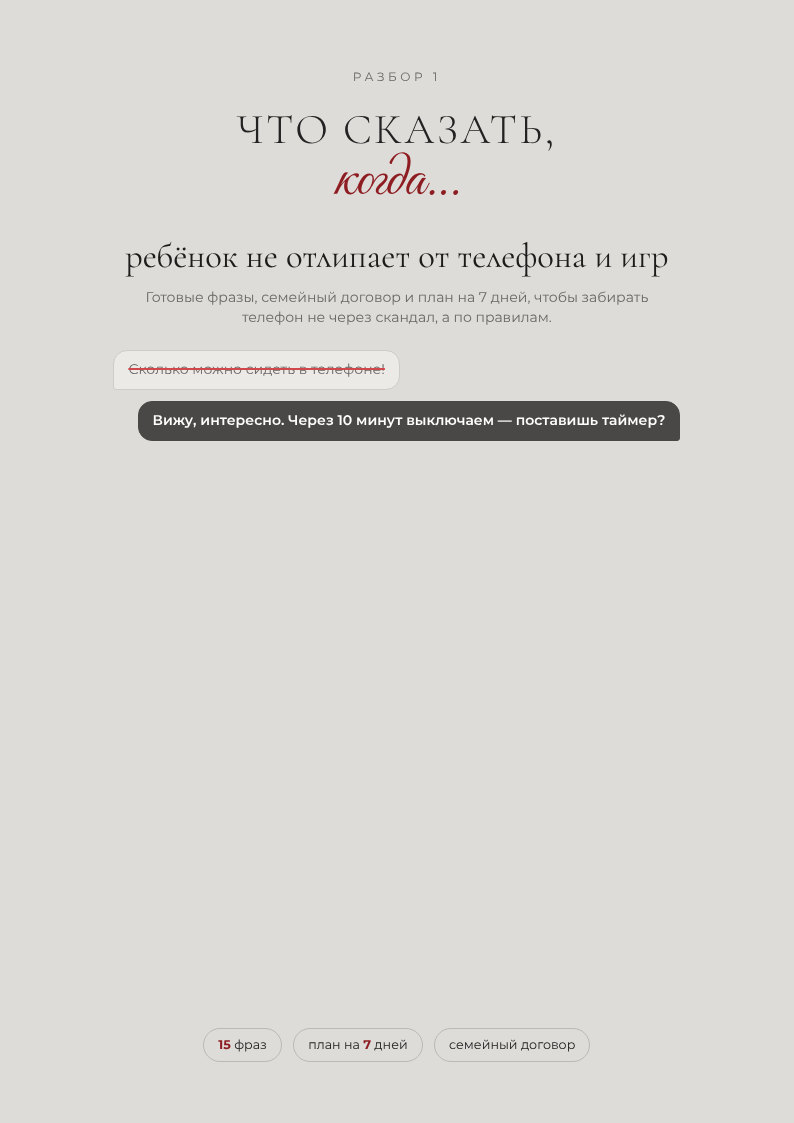 РАЗБОР 1
ЧТО СКАЗАТЬ,
когда...
ребёнок не отлипает от телефона и игр
Готовые фразы, семейный договор и план на 7 дней, чтобы забирать
телефон не через скандал, а по правилам.
Сколько можно сидеть в телефоне!
Вижу, интересно. Через 10 минут выключаем — поставишь таймер?
15 фраз
план на 7 дней
семейный договор